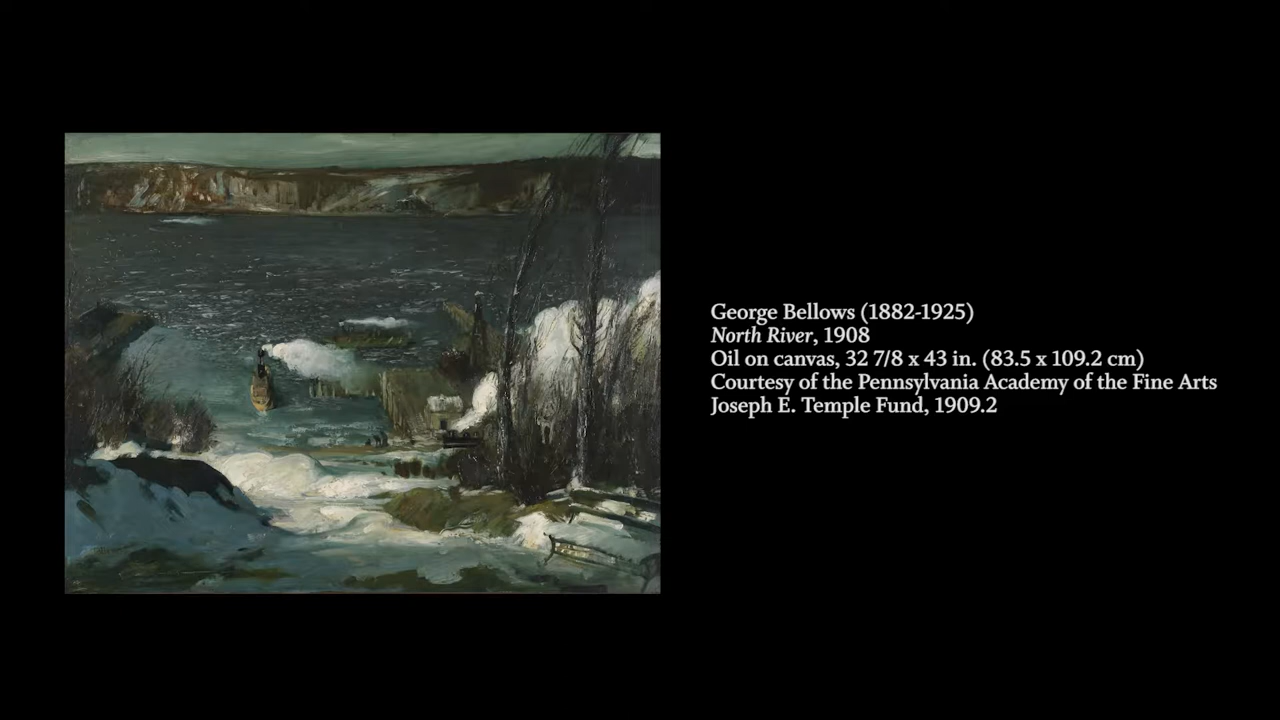 George Bellows (1882-1925)
North River, 1908
Oil on canvas, 32 7/8 x 43 in. (83.5 x 109.2 cm)
Courtesy of the Pennsylvania Academy of the Fine Arts
Joseph E. Temple Fund, 1909.2